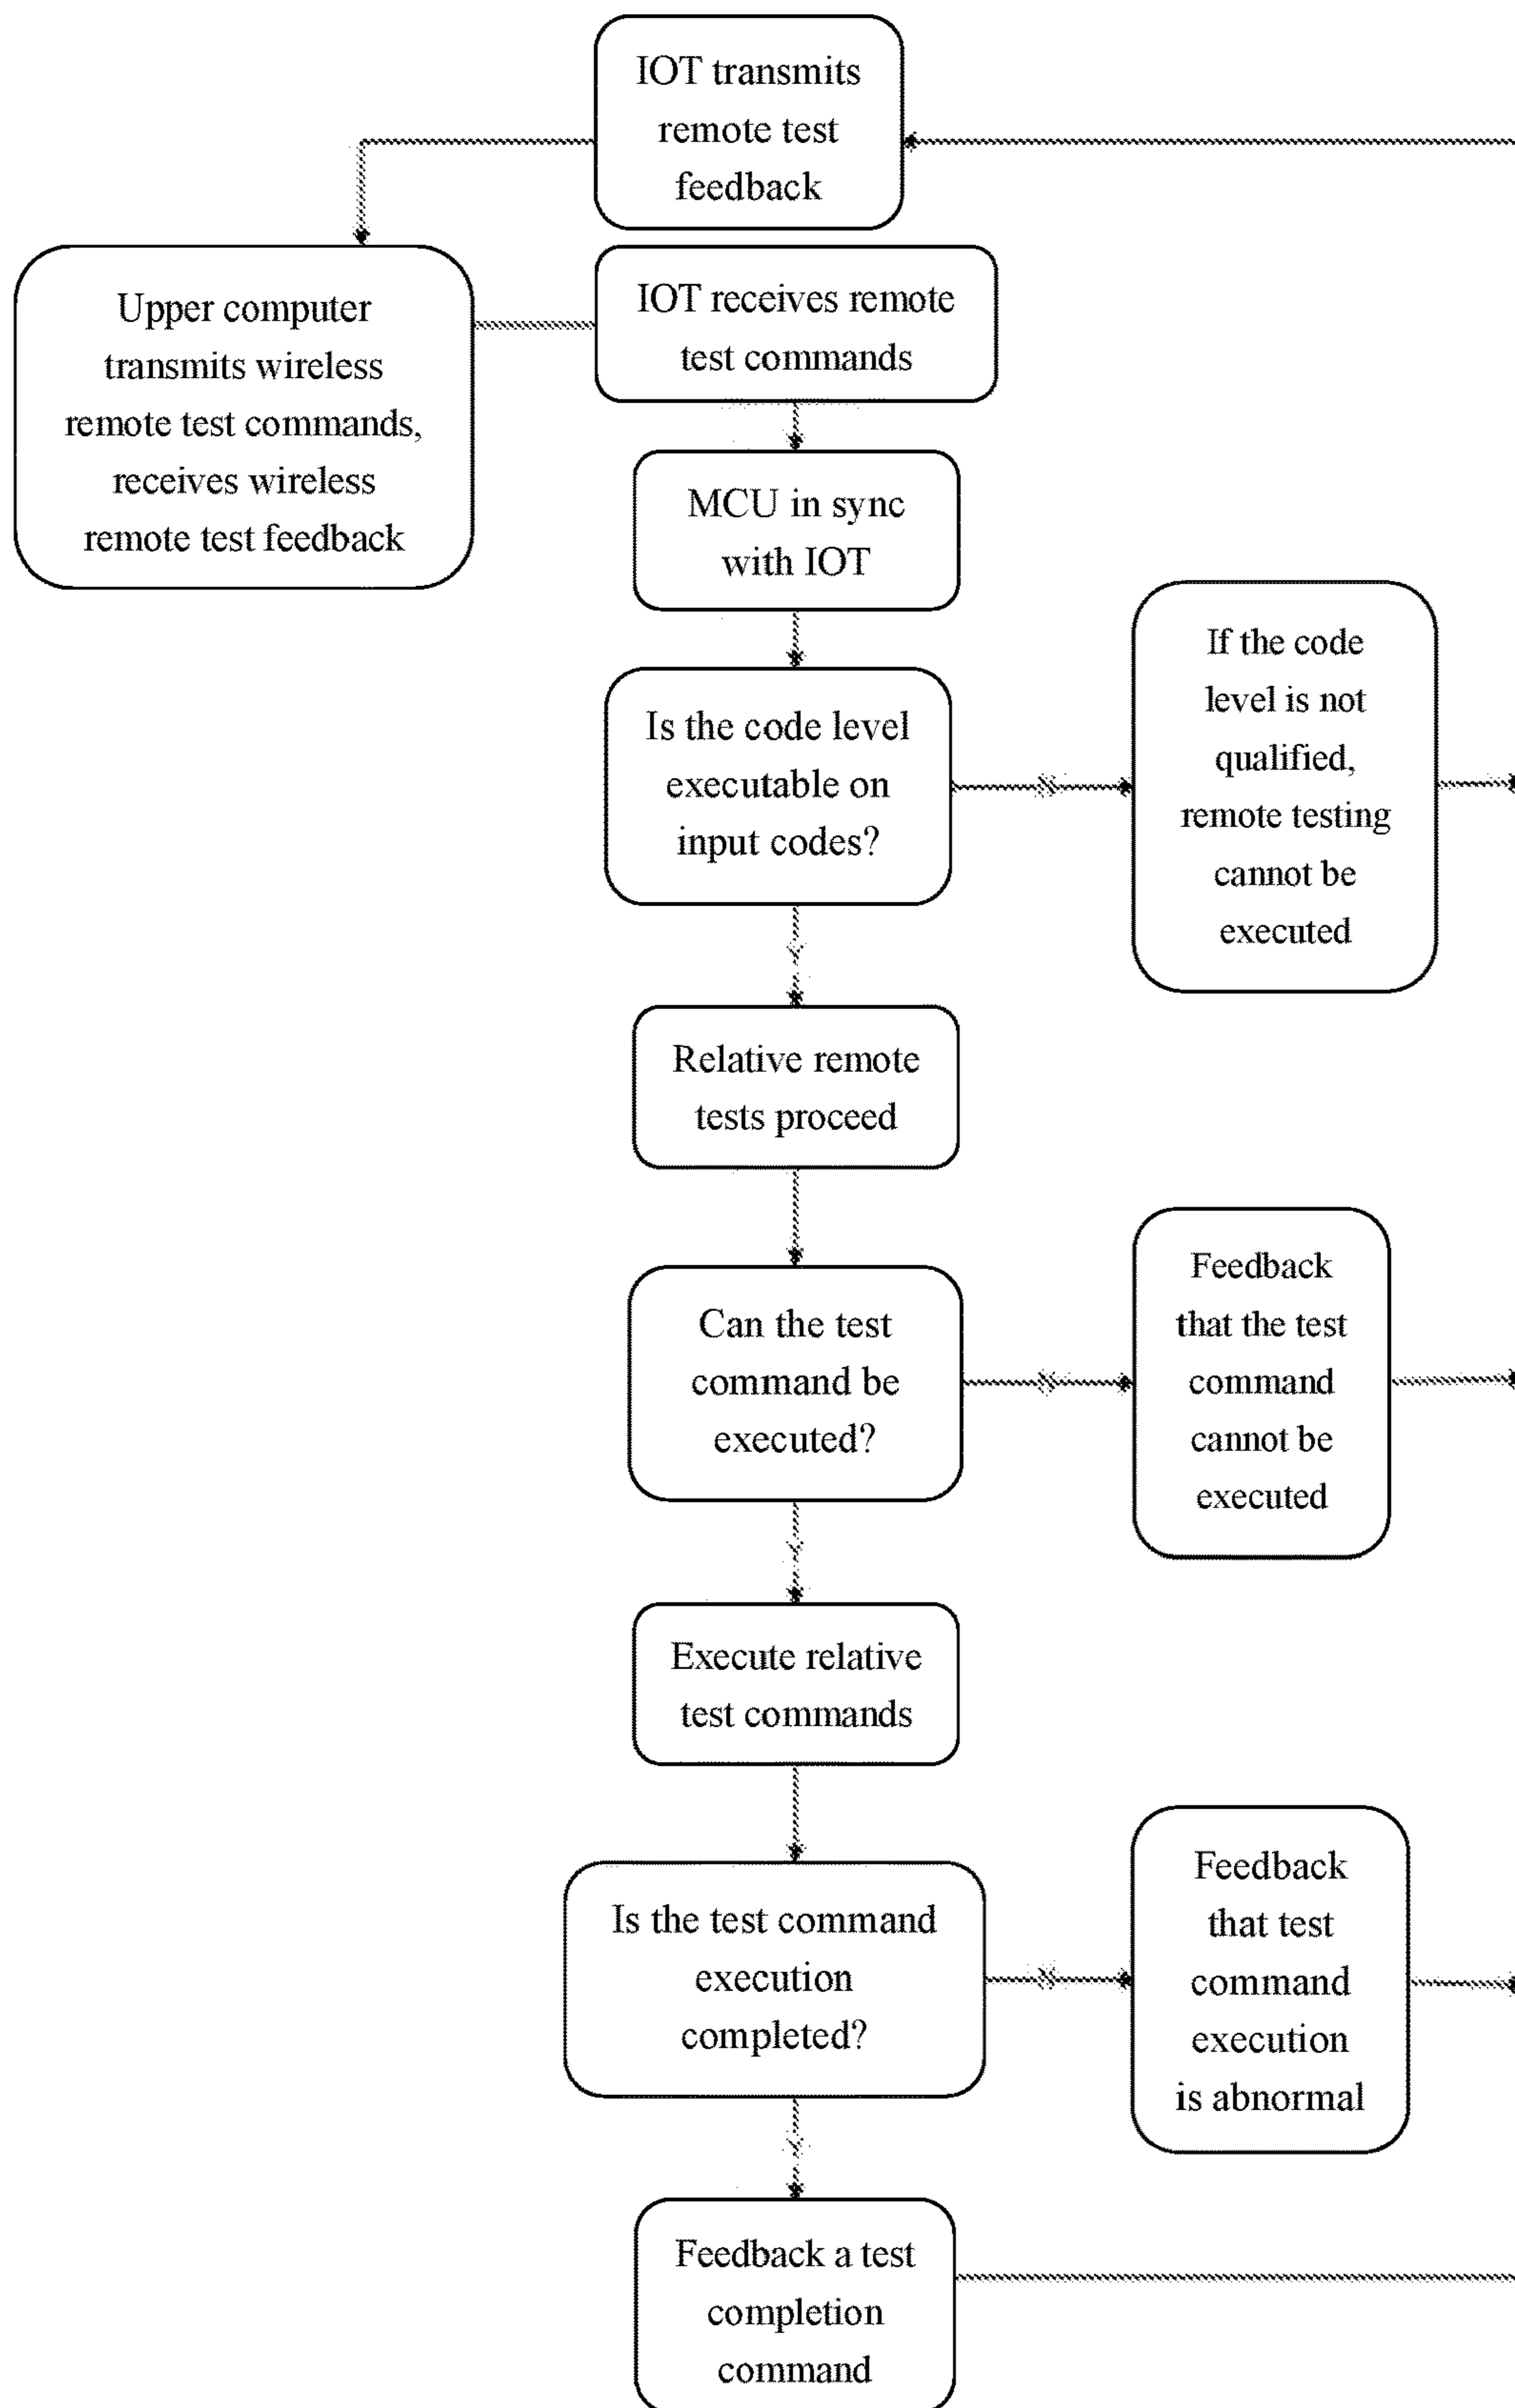 IOT transmits
remote test
feedback
Upper computer
transmits wireless
remote test commands,
receives wireless
remote test feedback
IOT receives remote
test commands
MCU in sync
with IOT
Is the code level
executable on
input codes?
N
If the code
level is not
qualified,
remote testing
cannot be
executed
Y
Relative remote
tests proceed
Can the test
command be
executed?
N
Feedback
that the test
command
cannot be
executed
Y
Execute relative
test commands
Is the test command
execution
completed?
N
Feedback
that test
command
execution
is abnormal
Y
Feedback a test
completion
command